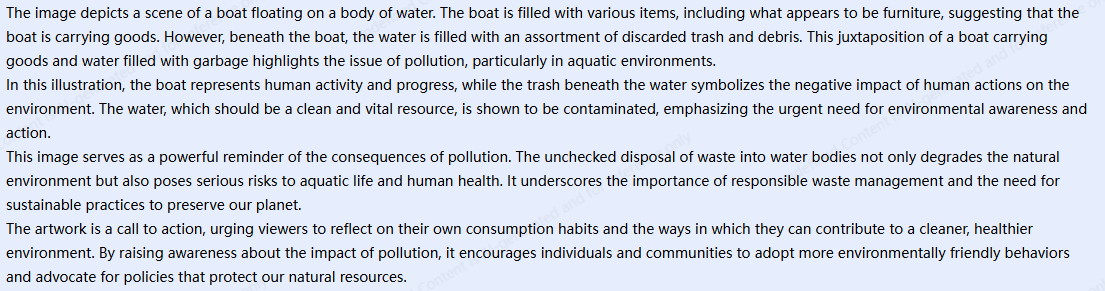 The image depicts a scene of a boat floating on a body of water. The boat is filled with various items, including what appears to be furniture, suggesting that the
boat is carrying goods. However, beneath the boat, the water is filled with an assortment of discarded trash and debris. This juxtaposition of a boat carrying
goods and water filled with garbage highlights the issue of pollution, particularly in aquatic environments.
In this illustration, the boat represents human activity and progress, while the trash beneath the water symbolizes the negative impact of human actions on the
environment. The water, which should be a clean and vital resource, is shown to be contaminated, emphasizing the urgent need for environmental awareness and
action.
This image serves as a powerful reminder of the consequences of pollution. The unchecked disposal of waste into water bodies not only degrades the natural
environment but also poses serious risks to aquatic life and human health. It underscores the importance of responsible waste management and the need for
sustainable practices to preserve our planet.
The artwork is a call to action, urging viewers to reflect on their own consumption habits and the ways in which they can contribute to a cleaner, healthier
environment. By raising awareness about the impact of pollution, it encourages individuals and communities to adopt more environmentally friendly behaviors
and advocate for policies that protect our natural resources.